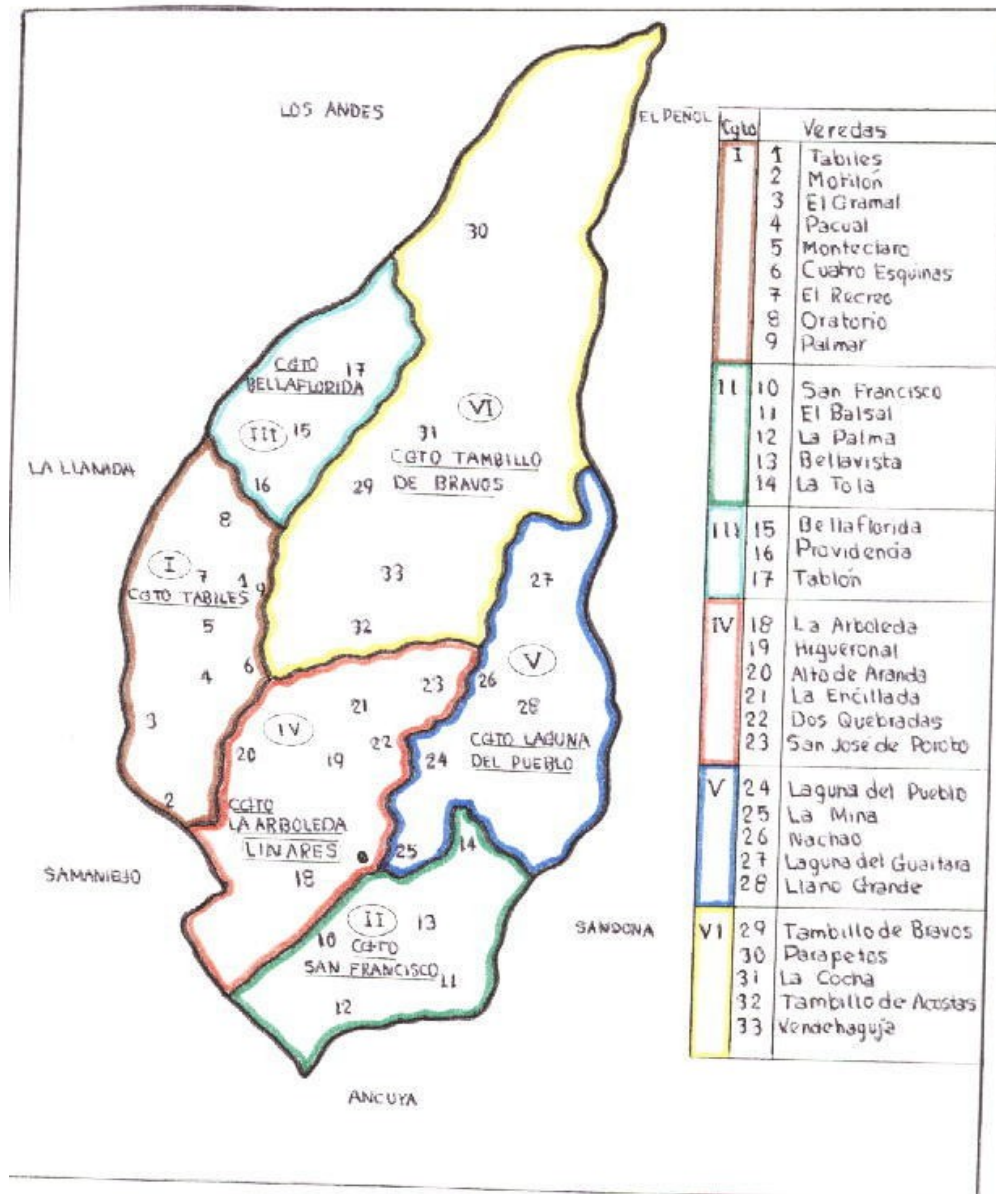 LOS ANDES
EL PEÑOL
30
CGTO 17
BELLAFLORIDA
III 15
16
VI
31
CGTO TAMBILLO
DE BRAVOS
29
LA LLANADA
8
I 7 1 9
CGTO TABILES
5
4 6
3
2
33
32
27
V
26
28
CGTO LAGUNA
DEL PUEBLO
24
25
23
21
IV
22
20 19
CGTO
LA ARBOLEDA
LINARES
18
14
SAMANIEJO
SANDONA
II 13
10
CGTO
SAN FRANCISCO
11
12
ANCUYA
Cgto Veredas
I 1 Tabiles
2 Motilón
3 El Gramal
4 Pacual
5 Monteclaro
6 Cuatro Esquinas
7 El Recreo
8 Oratorio
9 Palmar
II 10 San Francisco
11 El Balsal
12 La Palma
13 Bellavista
14 La Tola
III 15 Bellaflorida
16 Providencia
17 Tablón
IV 18 La Arboleda
19 Higueronal
20 Alto de Aranda
21 La Encillada
22 Dos Quebradas
23 San José de Poroto
V 24 Laguna del Pueblo
25 La Mina
26 Nachao
27 Laguna del Guaitara
28 Llano Grande
VI 29 Tambillo de Bravos
30 Parapetos
31 La Cocha
32 Tambillo de Acostas
33 Vendehaguja